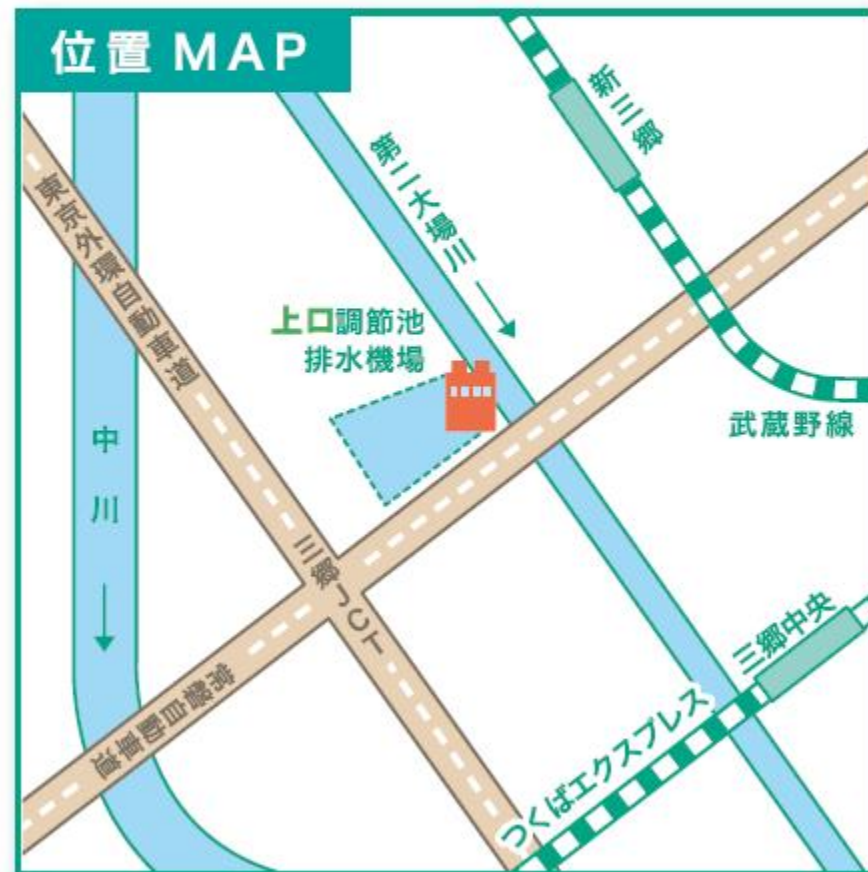 位置 MAP
新三郷
第二大場川
東京外環自動車道
上口調節池
排水機場
武蔵野線
中川
三郷JCT
三郷中央
常磐自動車道
つくばエクスプレス